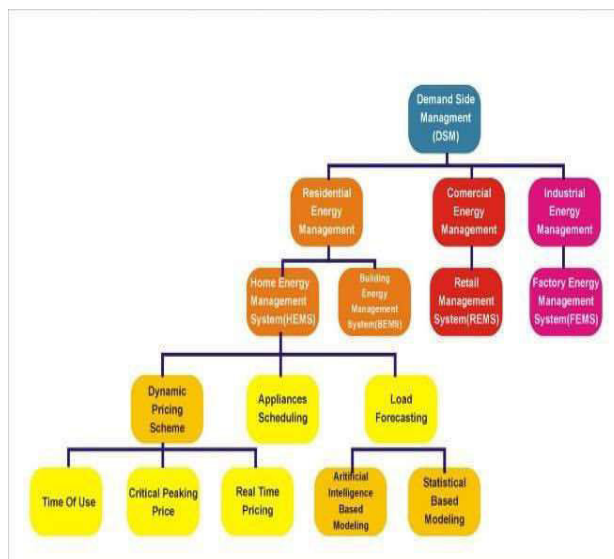 Demand Side
Managment
(DSM)
Residential
Energy
Management
Comercial
Energy
Management
Industrial
Energy
Management
Home Energy
Management
System(HEMS)
Building
Energy
Management
System(BEMS)
Retail
Management
System(REMS)
Factory Energy
Management
System(FEMS)
Dynamic
Pricing
Scheme
Appliances
Scheduling
Load
Forecasting
Time Of Use
Critical Peaking
Price
Real Time
Pricing
Aritificial
Intelligence
Based
Modeling
Statistical
Based
Modeling